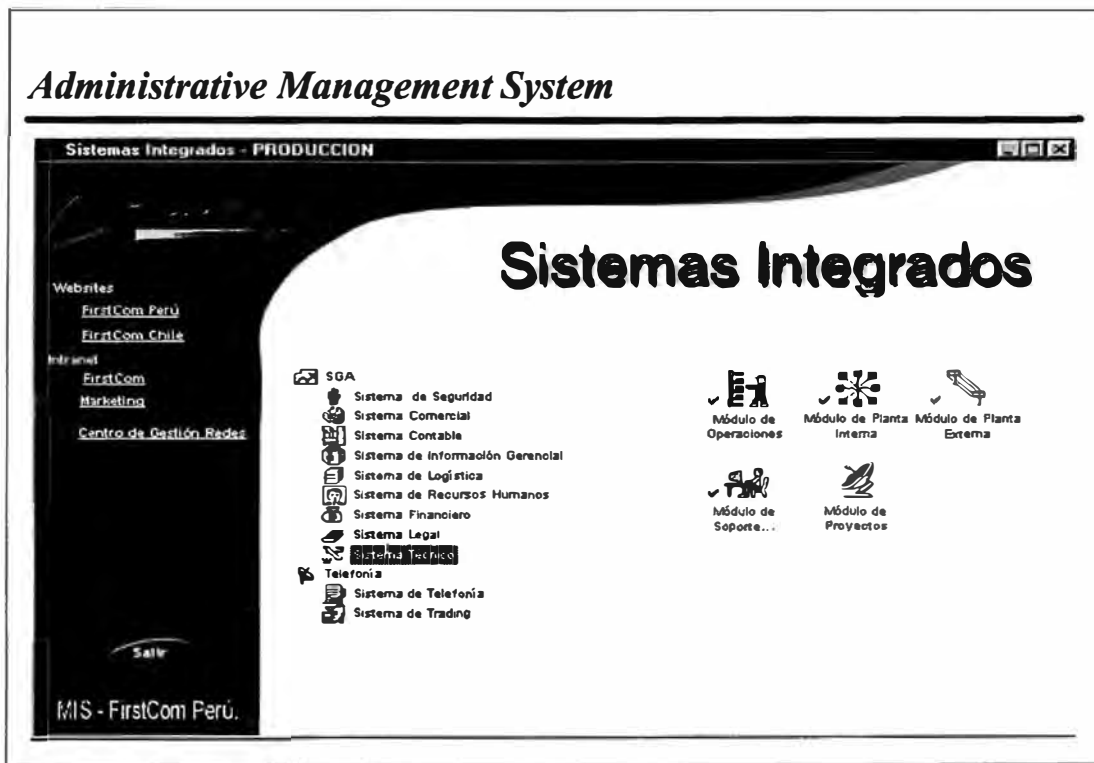 Administrative Management System
Sistemas Integrados - PRODUCCION
Sistemas Integrados
Websites
FirstCom Perú
FirstCom Chile
Intranet
FirstCom
Marketing
Centro de Gestión Redes
SGA
Sistema de Seguridad
Sistema Comercial
Sistema Contable
Sistema de Información Gerencial
Sistema de Logística
Sistema de Recursos Humanos
Sistema Financiero
Sistema Legal
Sistema Técnico
Telefonía
Sistema de Telefonía
Sistema de Trading
Módulo de
Operaciones
Módulo de Planta
Interna
Módulo de Planta
Externa
Módulo de
Soporte...
Módulo de
Proyectos
Salir
MIS - FirstCom Perú.